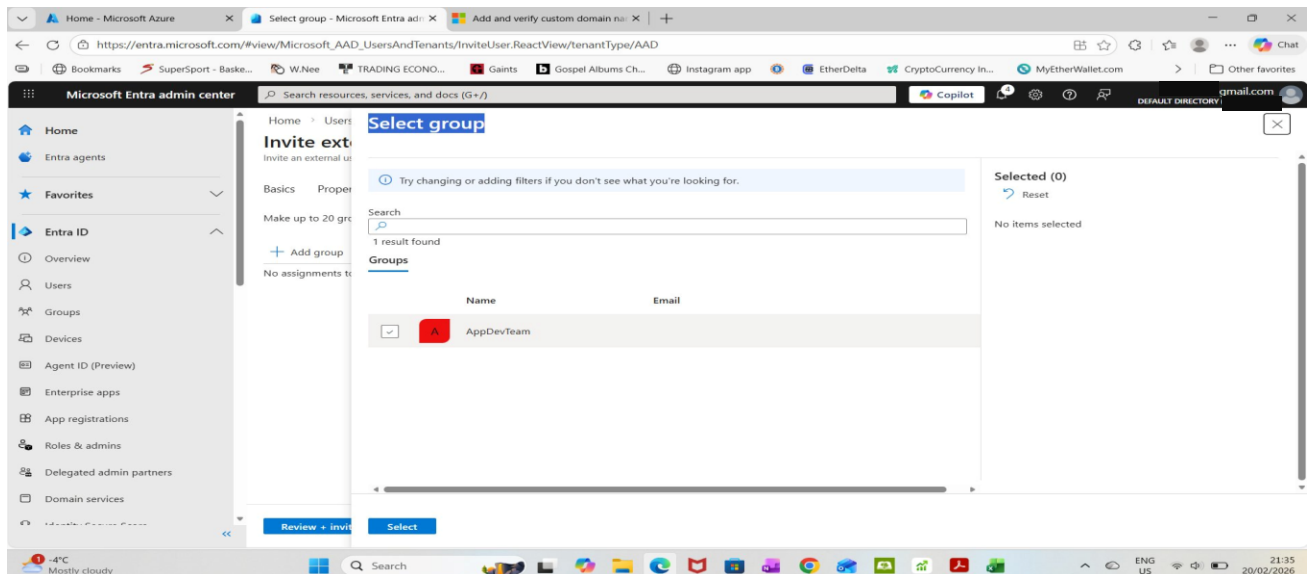 Home - Microsoft Azure
Select group - Microsoft Entra adn
Add and verify custom domain na
https://entra.microsoft.com/#view/Microsoft_AAD_UsersAndTenants/InviteUser.ReactView/tenantType/AAD
Chat
Bookmarks SuperSport - Baske... W.Nee TRADING ECONO... Gaints Gospel Albums Ch... Instagram app EtherDelta CryptoCurrency In... MyEtherWallet.com Other favorites
Microsoft Entra admin center
Search resources, services, and docs (G+/)
Copilot
4
gmail.com
DEFAULT DIRECTORY
Home
Entra agents
Favorites
Entra ID
Overview
Users
Groups
Devices
Agent ID (Preview)
Enterprise apps
App registrations
Roles & admins
Delegated admin partners
Domain services
Home > Users
Invite ext
Invite an external us
Basics Proper
Make up to 20 gro
+ Add group
No assignments to
Review + invit
Select group
Try changing or adding filters if you don't see what you're looking for.
Search
1 result found
Groups
Name Email
A AppDevTeam
Select
Selected (0)
Reset
No items selected
1
-4°C
Mostly cloudy
Search
ENG
US
21:35
20/02/2026